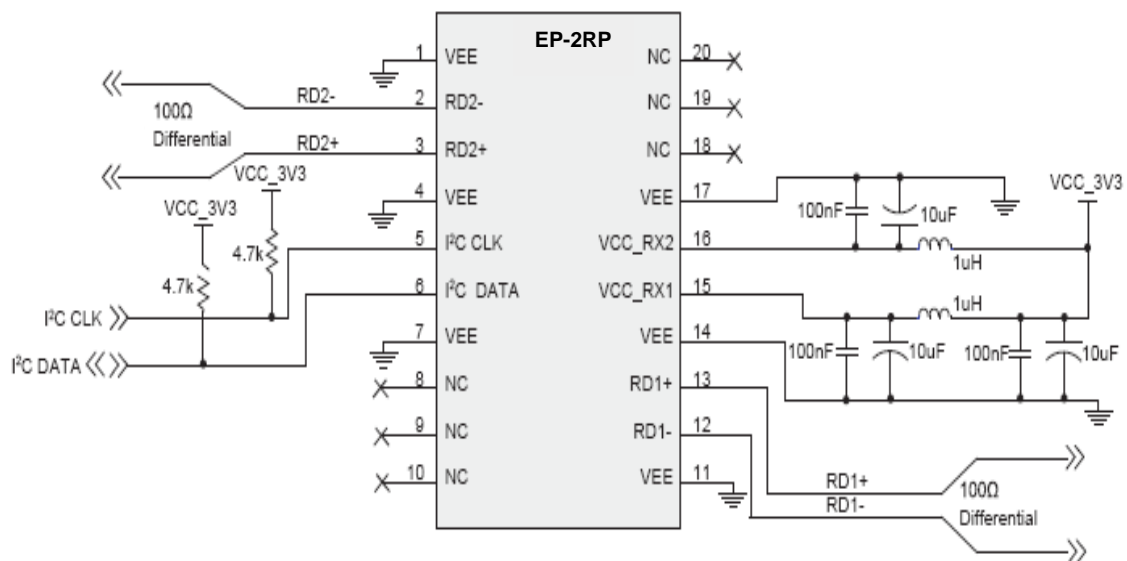 EP-2RP
1 VEE
2 RD2-
3 RD2+
4 VEE
5 I²C CLK
6 I²C DATA
7 VEE
8 NC
9 NC
10 NC
NC 20
NC 19
NC 18
VEE 17
VCC_RX2 16
VCC_RX1 15
VEE 14
RD1+ 13
RD1- 12
VEE 11
RD2-
100Ω
Differential
RD2+
VCC_3V3
VCC_3V3
4.7k
4.7k
I²C CLK
I²C DATA
VCC_3V3
100nF
10uF
1uH
1uH
100nF
10uF
100nF
10uF
RD1+
RD1-
100Ω
Differential